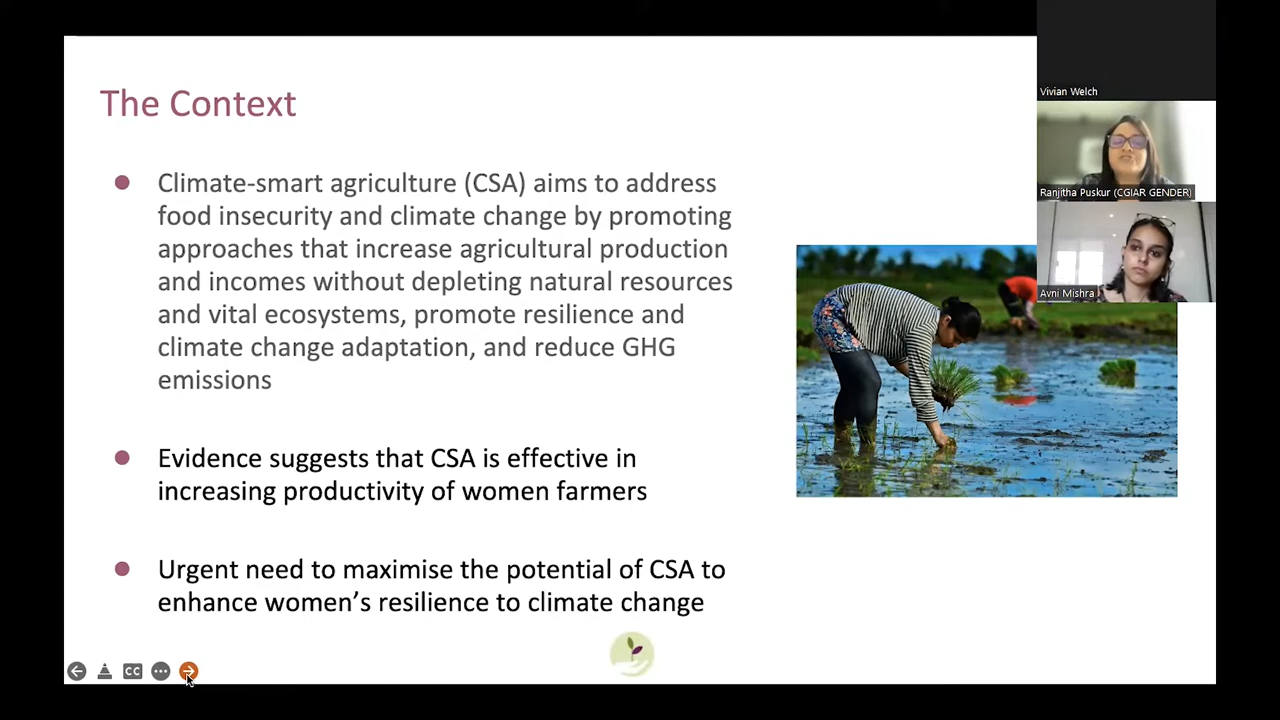 The Context
Climate-smart agriculture (CSA) aims to address
food insecurity and climate change by promoting
approaches that increase agricultural production
and incomes without depleting natural resources
and vital ecosystems, promote resilience and
climate change adaptation, and reduce GHG
emissions
Evidence suggests that CSA is effective in
increasing productivity of women farmers
Urgent need to maximise the potential of CSA to
enhance women’s resilience to climate change
CC
Vivian Welch
Ranjitha Puskur (CGIAR GENDER)
Avni Mishra